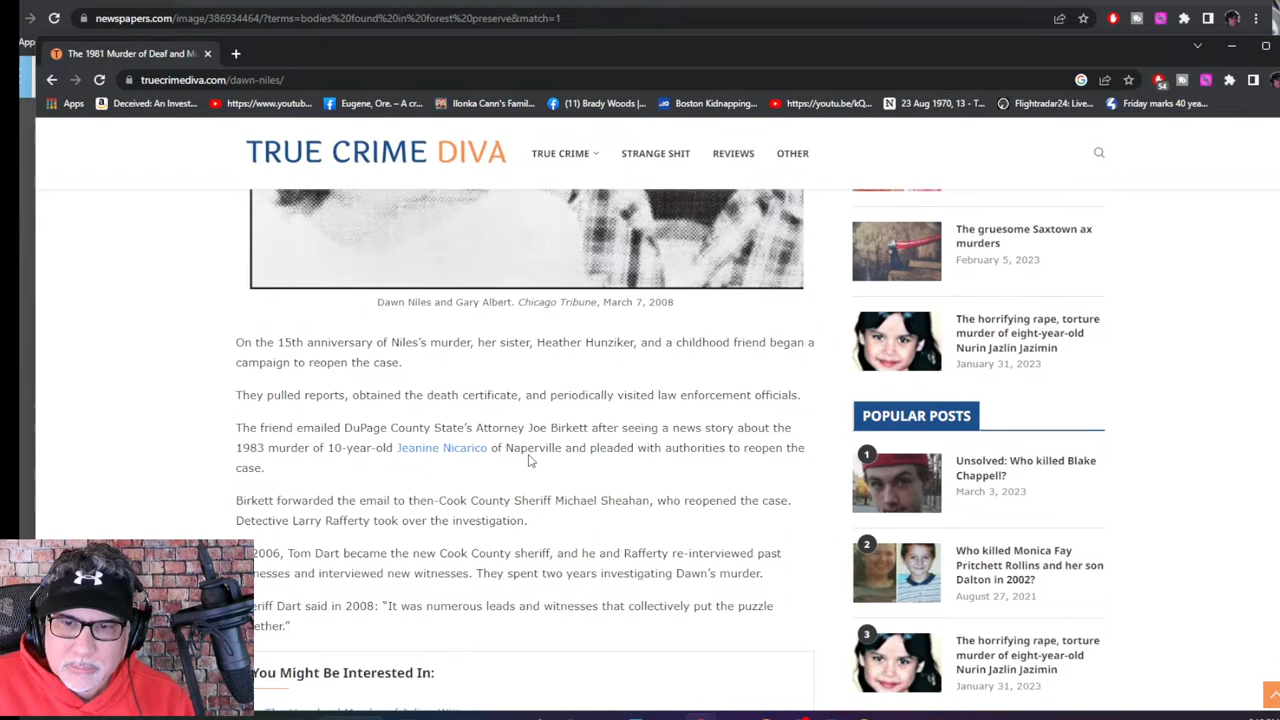 newspapers.com/image/386934464/?terms=bodies%20found%20in%20forest%20preserve&match=1
The 1981 Murder of Deaf and Mu
truecrimediva.com/dawn-niles/
54
Apps
Deceived: An Invest...
https://www.youtub...
Eugene, Ore. – A cr...
Ilonka Cann's Famil...
(11) Brady Woods |...
Boston Kidnapping...
https://youtu.be/kQ...
23 Aug 1970, 13 - T...
Flightradar24: Live...
Friday marks 40 yea...
TRUE CRIME DIVA
TRUE CRIME
STRANGE SHIT
REVIEWS
OTHER
Dawn Niles and Gary Albert. Chicago Tribune, March 7, 2008
On the 15th anniversary of Niles's murder, her sister, Heather Hunziker, and a childhood friend began a
campaign to reopen the case.
They pulled reports, obtained the death certificate, and periodically visited law enforcement officials.
The friend emailed DuPage County State's Attorney Joe Birkett after seeing a news story about the
1983 murder of 10-year-old Jeanine Nicarico of Naperville and pleaded with authorities to reopen the
case.
Birkett forwarded the email to then-Cook County Sheriff Michael Sheahan, who reopened the case.
Detective Larry Rafferty took over the investigation.
2006, Tom Dart became the new Cook County sheriff, and he and Rafferty re-interviewed past
nesses and interviewed new witnesses. They spent two years investigating Dawn's murder.
eriff Dart said in 2008: "It was numerous leads and witnesses that collectively put the puzzle
ether."
You Might Be Interested In:
The gruesome Saxtown ax
murders
February 5, 2023
The horrifying rape, torture
murder of eight-year-old
Nurin Jazlin Jazimin
January 31, 2023
POPULAR POSTS
1
Unsolved: Who killed Blake
Chappell?
March 3, 2023
2
Who killed Monica Fay
Pritchett Rollins and her son
Dalton in 2002?
August 27, 2021
3
The horrifying rape, torture
murder of eight-year-old
Nurin Jazlin Jazimin
January 31, 2023